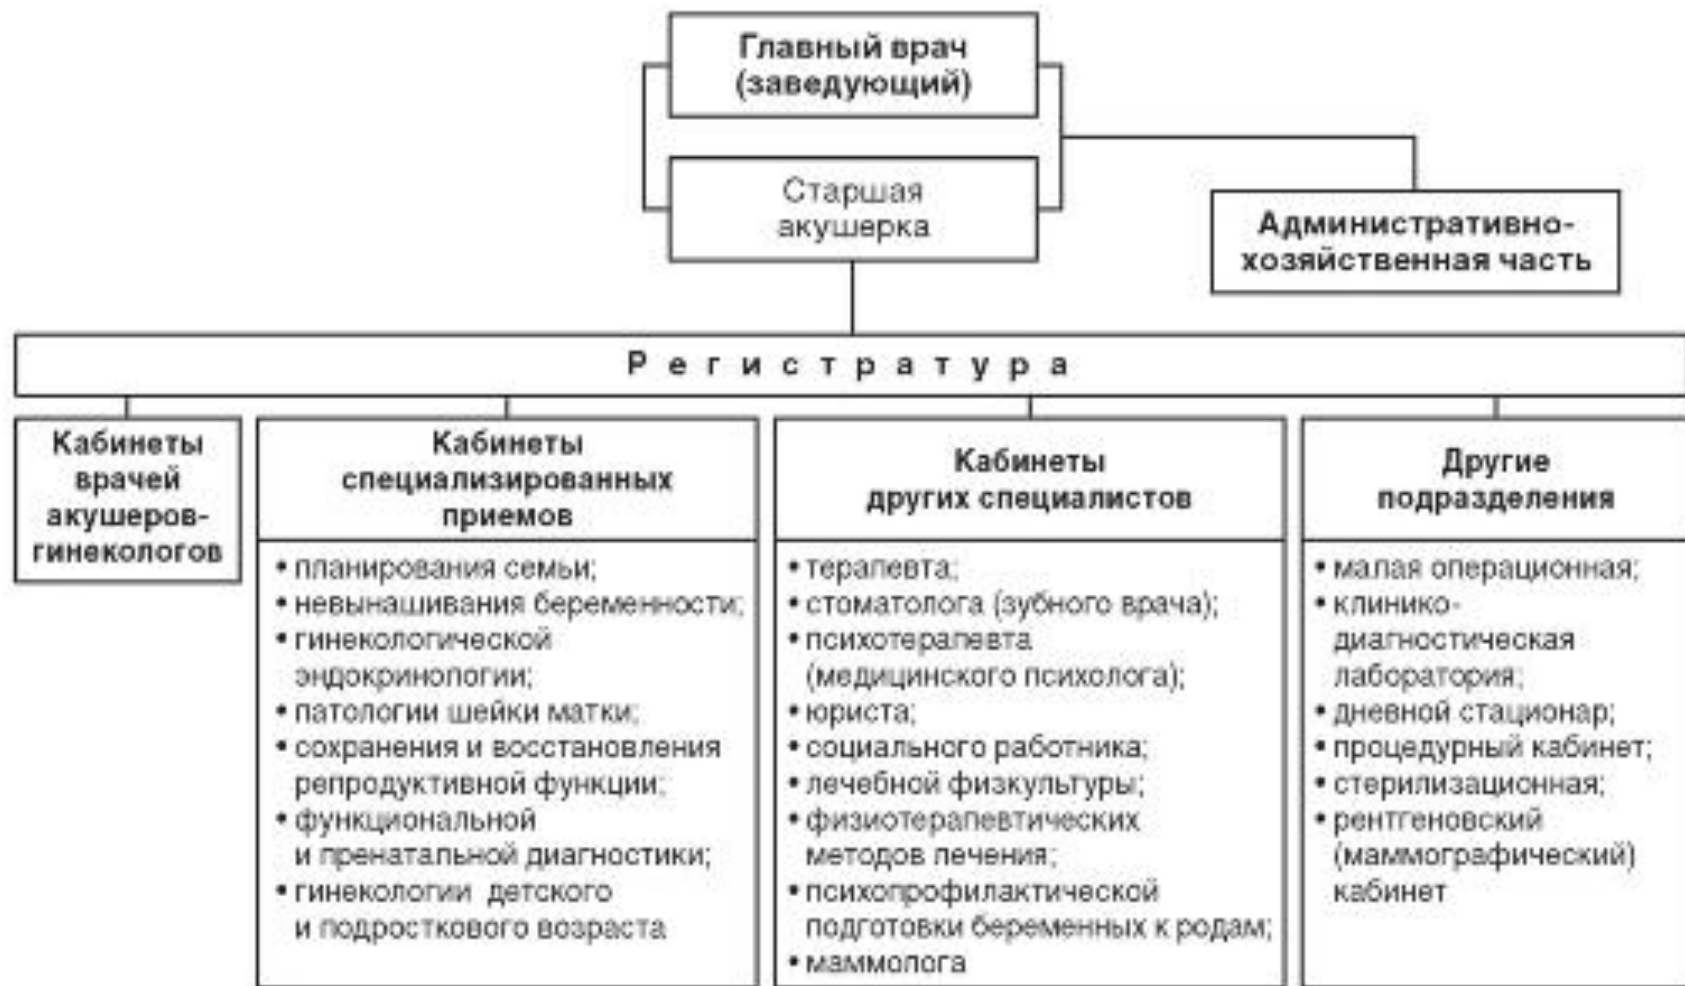 Главный врач
(заведующий)
Старшая
акушерка
Административно-
хозяйственная часть
Регистратура
Кабинеты
врачей
акушеров-
гинекологов
Кабинеты
специализированных
приемов
• планирования семьи;
• невынашивания беременности;
• гинекологической
эндокринологии;
• патологии шейки матки;
• сохранения и восстановления
репродуктивной функции;
• функциональной
и пренатальной диагностики;
• гинекологии детского
и подросткового возраста
Кабинеты
других специалистов
• терапевта;
• стоматолога (зубного врача);
• психотерапевта
(медицинского психолога);
• юриста;
• социального работника;
• лечебной физкультуры;
• физиотерапевтических
методов лечения;
• психопрофилактической
подготовки беременных к родам;
• маммолога
Другие
подразделения
• малая операционная;
• клинико-
диагностическая
лаборатория;
• дневной стационар;
• процедурный кабинет;
• стерилизационная;
• рентгеновский
(маммографический)
кабинет